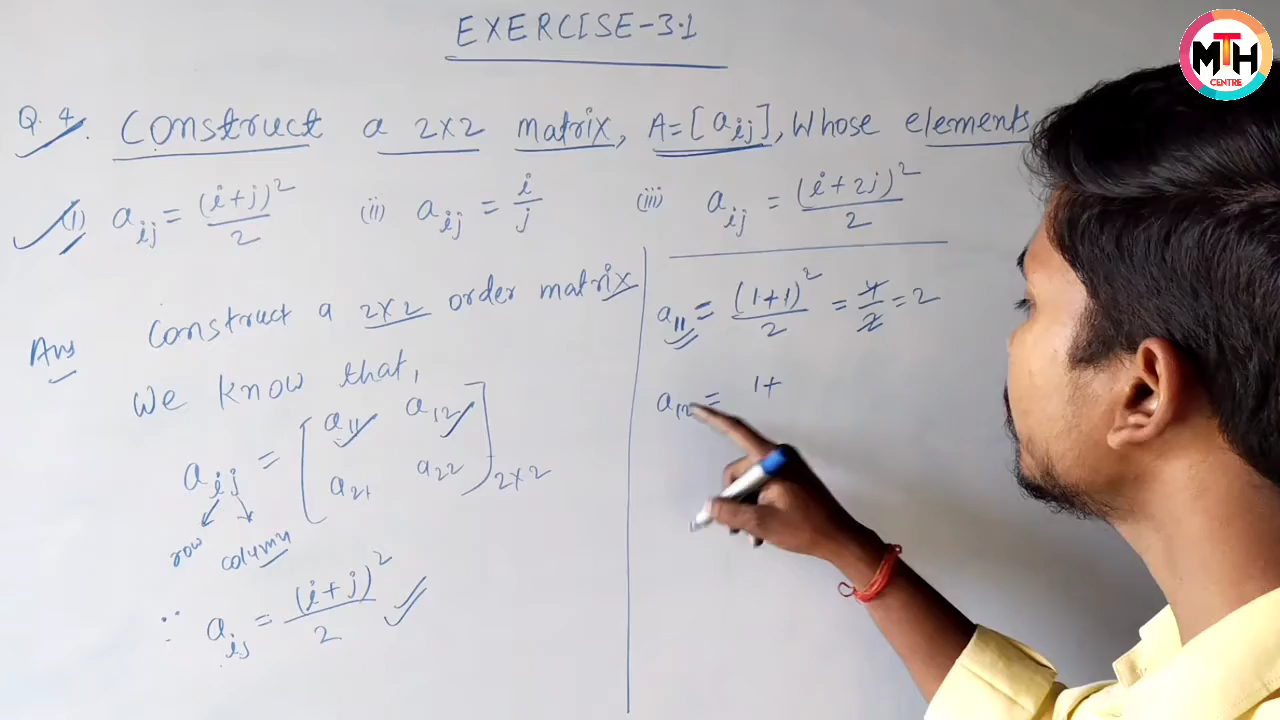 EXERCISE-3.1
MTH
CENTRE
Q. 4. Construct a 2×2 matrix, A=[aij], Whose elements
(i) aij = (i+j)²/2 (ii) aij = i/j (iii) aij = (i+2j)²/2
Ans Construct a 2×2 order matrix
We know that,
aij = [a11 a12
a21 a22]2×2
row column
∵ aij = (i+j)²/2
a11 = (1+1)²/2 = 4/2 = 2
a12 = 1+